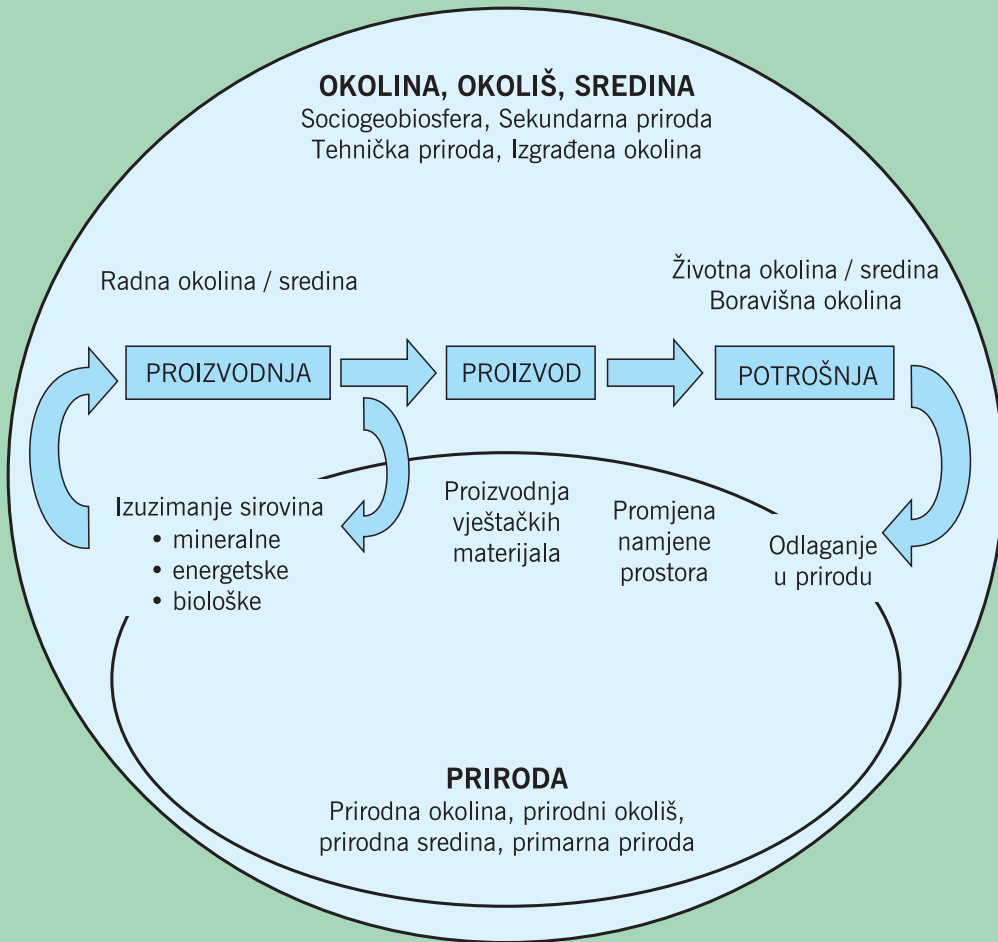 OKOLINA, OKOLIŠ, SREDINA
Sociogeobiosfera, Sekundarna priroda
Tehnička priroda, Izgrađena okolina
Radna okolina / sredina
Životna okolina / sredina
Boravišna okolina
PROIZVODNJA
PROIZVOD
POTROŠNJA
Izuzimanje sirovina
• mineralne
• energetske
• biološke
Proizvodnja
vještačkih
materijala
Promjena
namjene
prostora
Odlaganje
u prirodu
PRIRODA
Prirodna okolina, prirodni okoliš,
prirodna sredina, primarna priroda